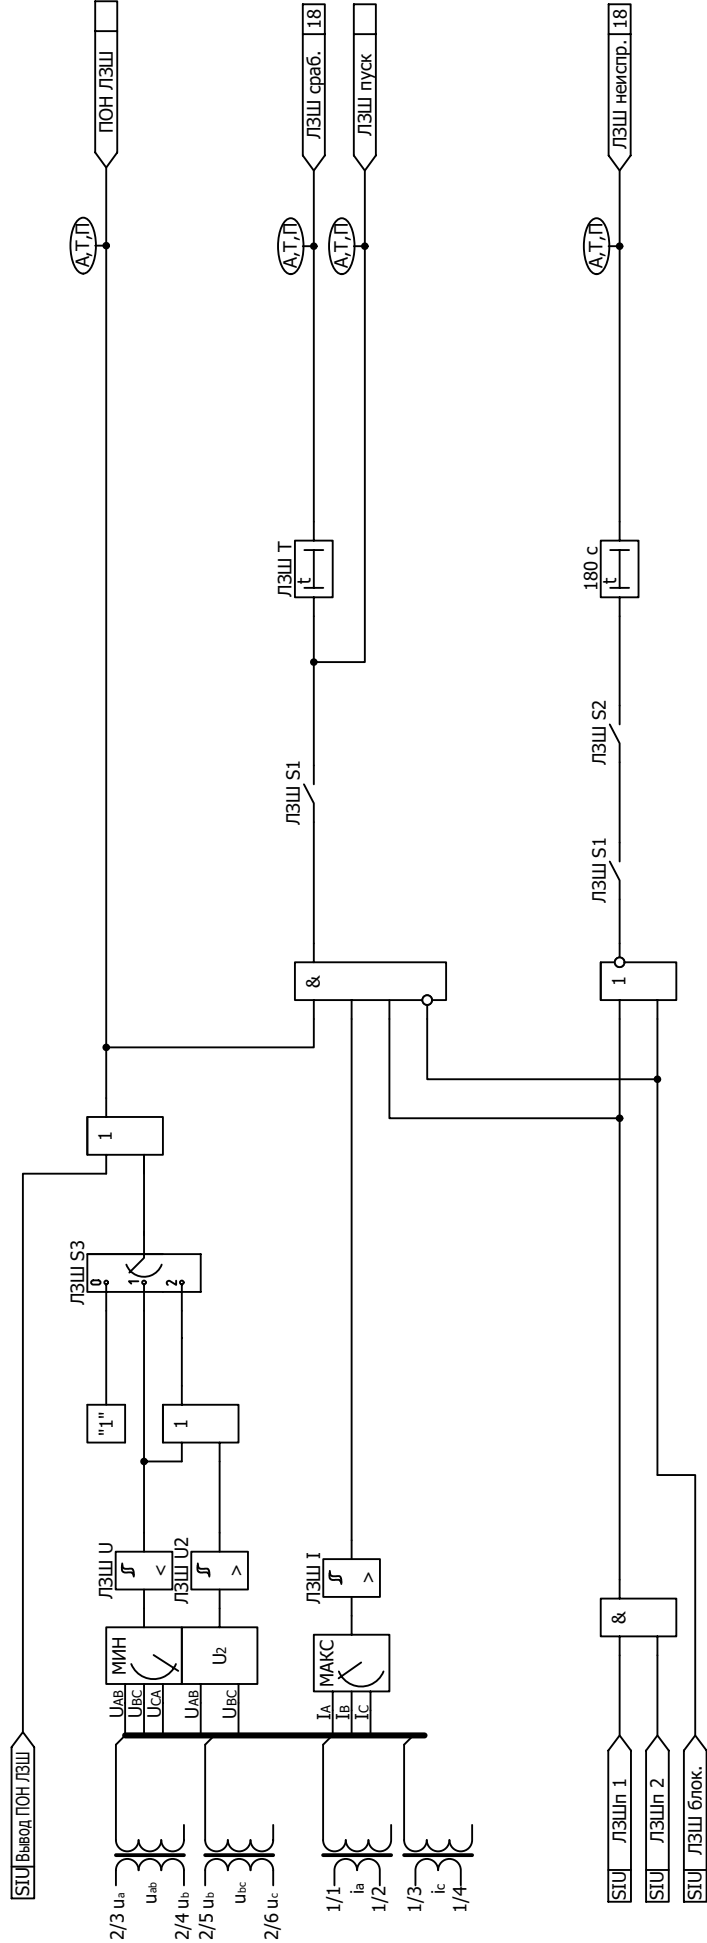 SIU Вывод ПОН ЛЗШ
2/3 uа
uab
2/4 ub
2/5 ub
ubc
2/6 uc
1/1
ia
1/2
1/3
ic
1/4
UAB
UBC
UCA
UAB
UBC
МИН
U2
IA
IB
IC
МАКС
ЛЗШ U
<
ЛЗШ U2
>
ЛЗШ I
>
"1"
1
ЛЗШ S3
0
1
2
1
&
ЛЗШ S1
ЛЗШ T
t
А,Т,П
ПОН ЛЗШ
А,Т,П
ЛЗШ сраб. 18
А,Т,П
ЛЗШ пуск
SIU ЛЗШп 1
SIU ЛЗШп 2
SIU ЛЗШ блок.
&
1
ЛЗШ S1
ЛЗШ S2
180 с
t
А,Т,П
ЛЗШ неиспр. 18